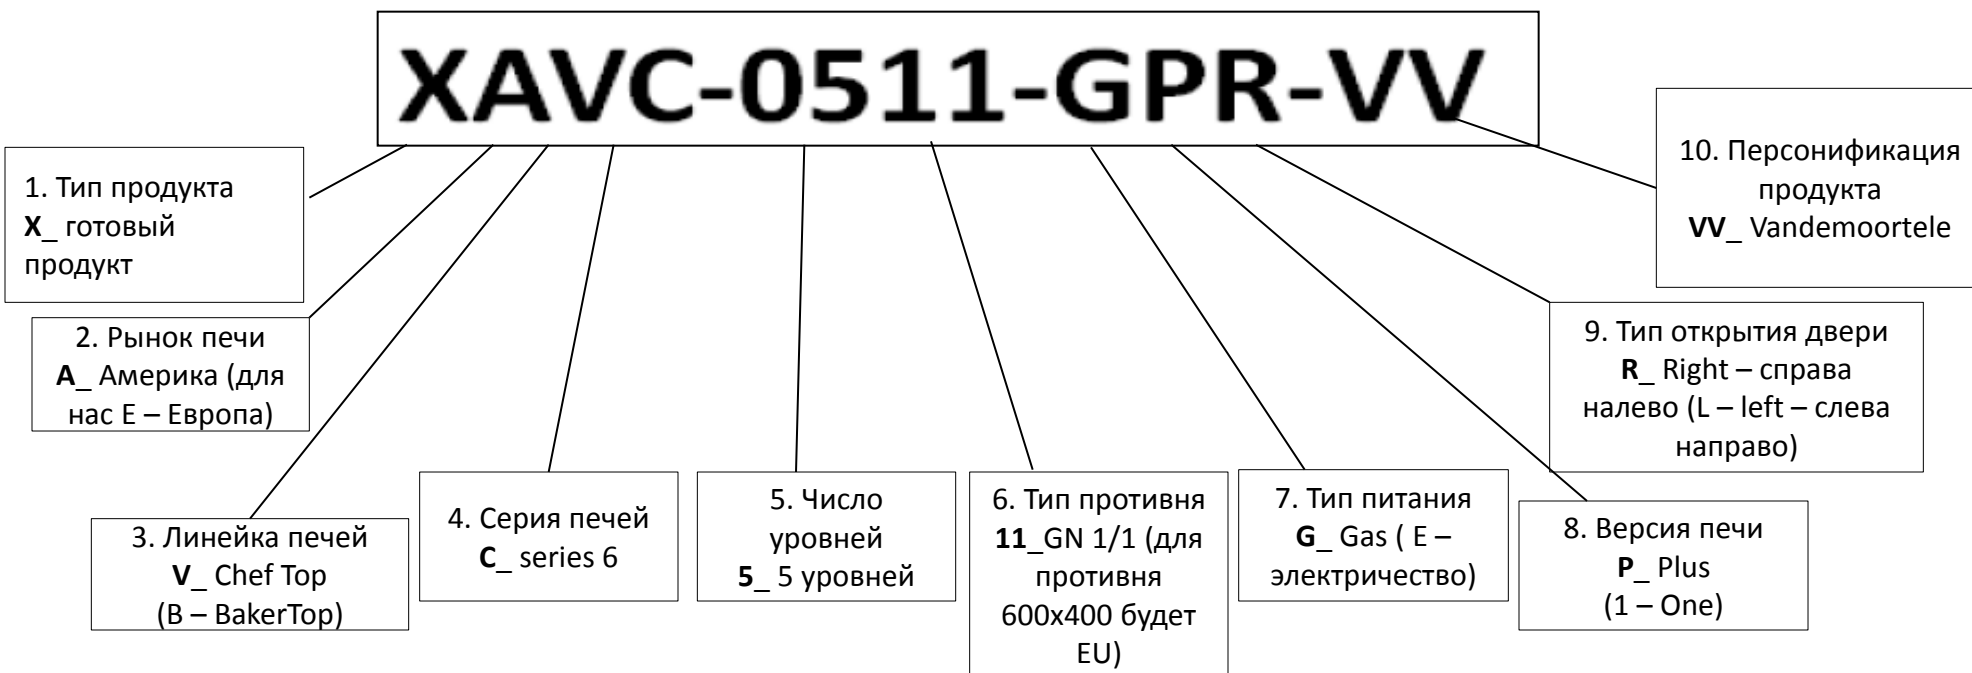 XAVC-0511-GPR-VV
1. Тип продукта
X_ готовый
продукт
2. Рынок печи
A_ Америка (для
нас E – Европа)
3. Линейка печей
V_ Chef Top
(B – BakerTop)
4. Серия печей
C_ series 6
5. Число
уровней
5_ 5 уровней
6. Тип противня
11_GN 1/1 (для
противня
600x400 будет
EU)
7. Тип питания
G_ Gas ( E –
электричество)
8. Версия печи
P_ Plus
(1 – One)
9. Тип открытия двери
R_ Right – справа
налево (L – left – слева
направо)
10. Персонификация
продукта
VV_ Vandemoortele